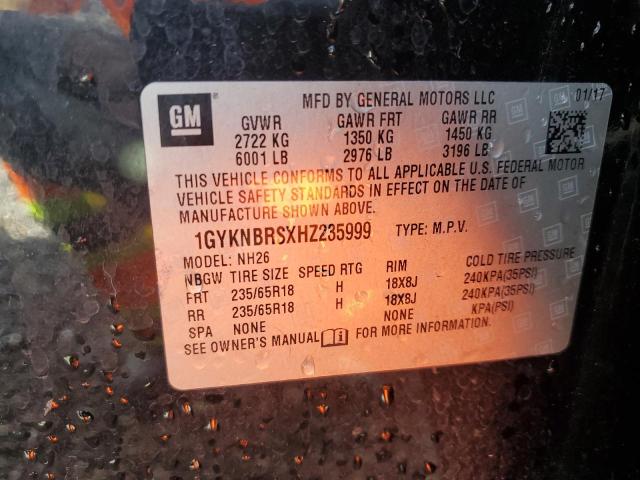 GM
MFD BY GENERAL MOTORS LLC 01/17
GVWR GAWR FRT GAWR RR
2722 KG 1350 KG 1450 KG
6001 LB 2976 LB 3196 LB
THIS VEHICLE CONFORMS TO ALL APPLICABLE U.S. FEDERAL MOTOR
VEHICLE SAFETY STANDARDS IN EFFECT ON THE DATE OF
MANUFACTURE SHOWN ABOVE.
1GYKNBRSXHZ235999 TYPE: M.P.V.
MODEL: NH26
NBGW TIRE SIZE SPEED RTG RIM COLD TIRE PRESSURE
FRT 235/65R18 H 18X8J 240KPA(35PSI)
RR 235/65R18 H 18X8J 240KPA(35PSI)
SPA NONE NONE KPA(PSI)
SEE OWNER'S MANUAL FOR MORE INFORMATION.